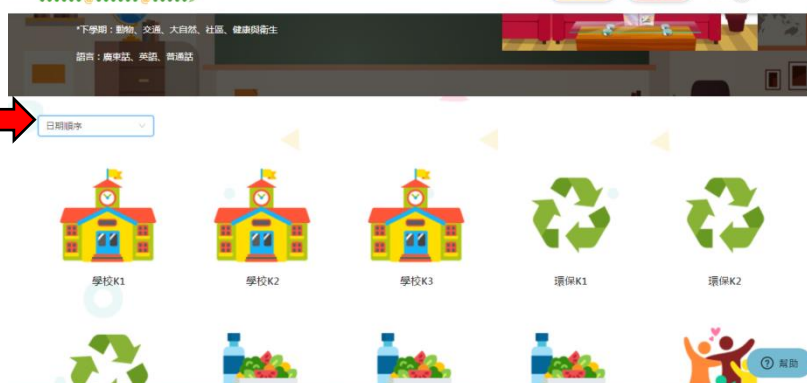 *下學期：動物、交通、大自然、社區、健康與衛生
語言：廣東話、英語、普通話
日期順序
學校K1
學校K2
學校K3
環保K1
環保K2
幫助